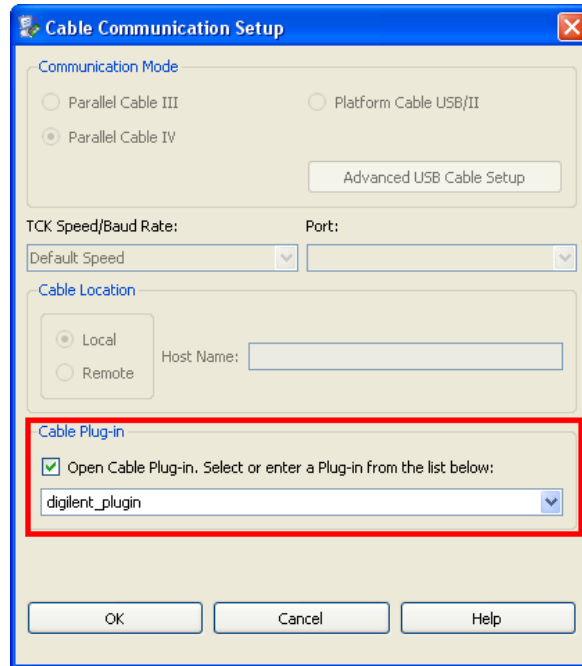 Cable Communication Setup
Communication Mode
Parallel Cable III
Platform Cable USB/II
Parallel Cable IV
Advanced USB Cable Setup
TCK Speed/Baud Rate:
Port:
Default Speed
Cable Location
Local
Host Name:
Remote
Cable Plug-in
Open Cable Plug-in. Select or enter a Plug-in from the list below:
digilent_plugin
OK
Cancel
Help